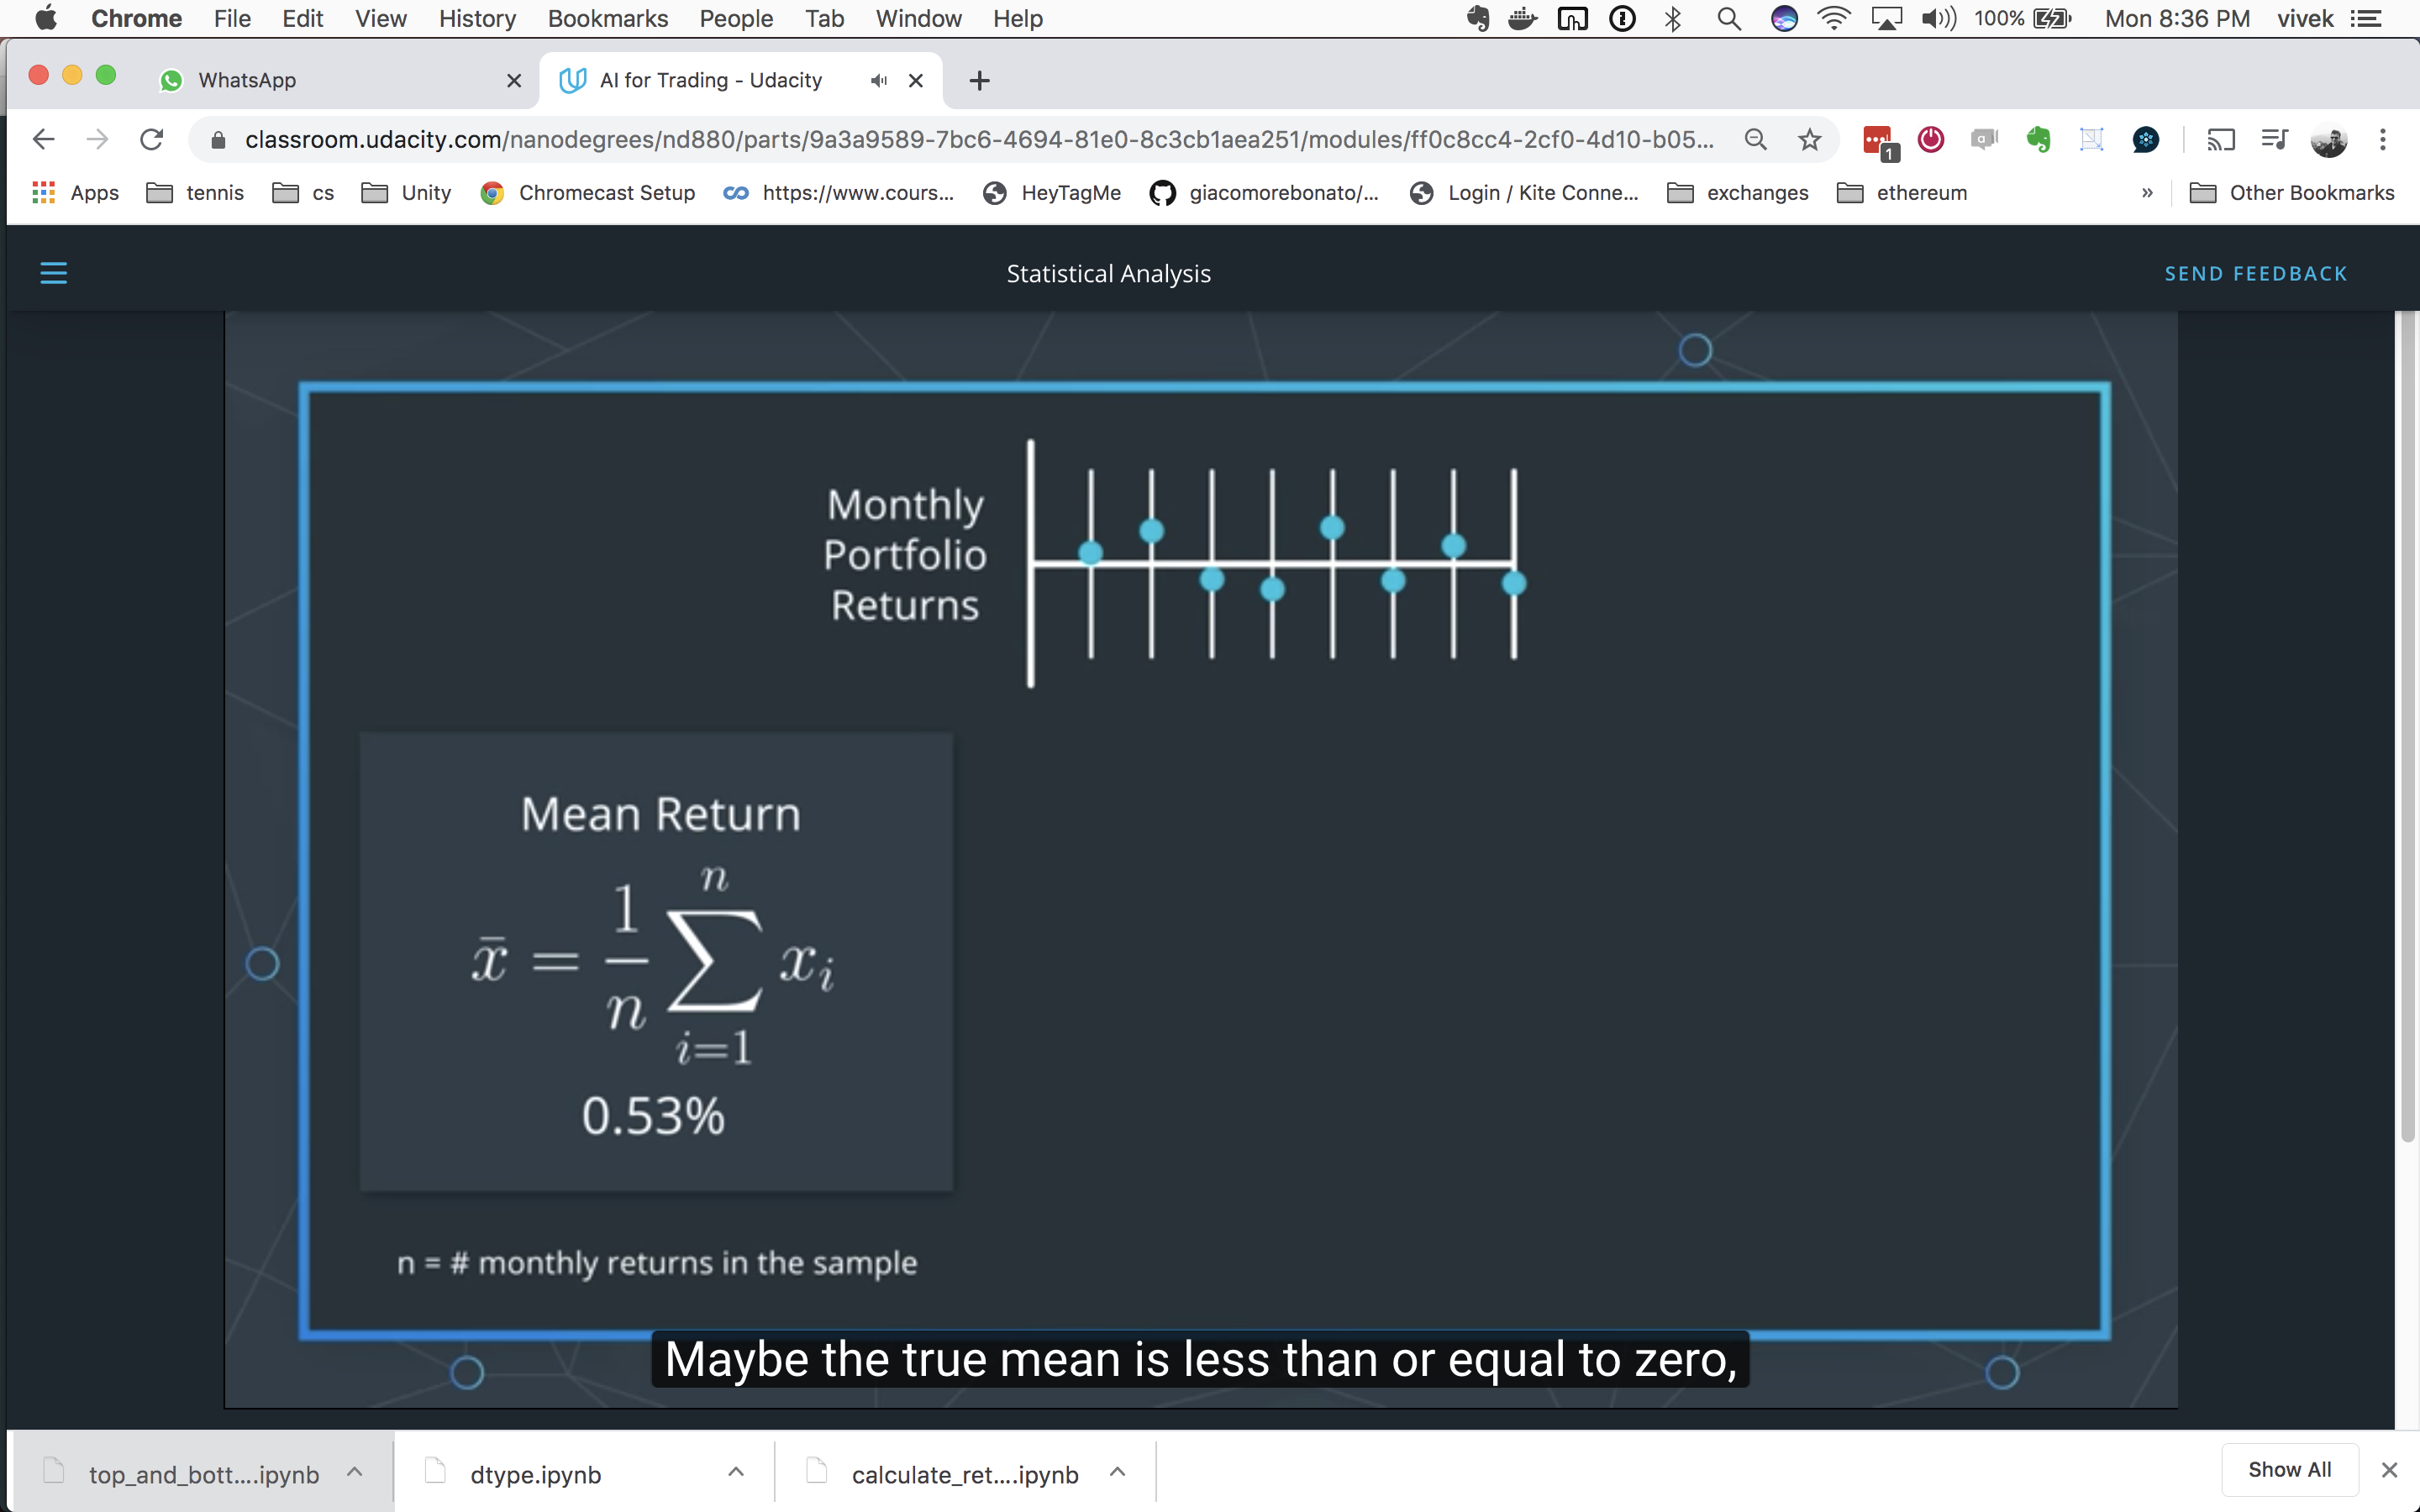 Chrome File Edit View History Bookmarks People Tab Window Help 100% Mon 8:36 PM vivek
WhatsApp AI for Trading - Udacity
classroom.udacity.com/nanodegrees/nd880/parts/9a3a9589-7bc6-4694-81e0-8c3cb1aea251/modules/ff0c8cc4-2cf0-4d10-b05... 1
Apps tennis cs Unity Chromecast Setup https://www.cours... HeyTagMe giacomorebonato/... Login / Kite Conne... exchanges ethereum » Other Bookmarks
Statistical Analysis SEND FEEDBACK
Monthly
Portfolio
Returns
Mean Return
x̄ = 1/n ∑ᵢ₌₁ⁿ xᵢ
0.53%
n = # monthly returns in the sample
Maybe the true mean is less than or equal to zero,
top_and_bott....ipynb dtype.ipynb calculate_ret....ipynb Show All